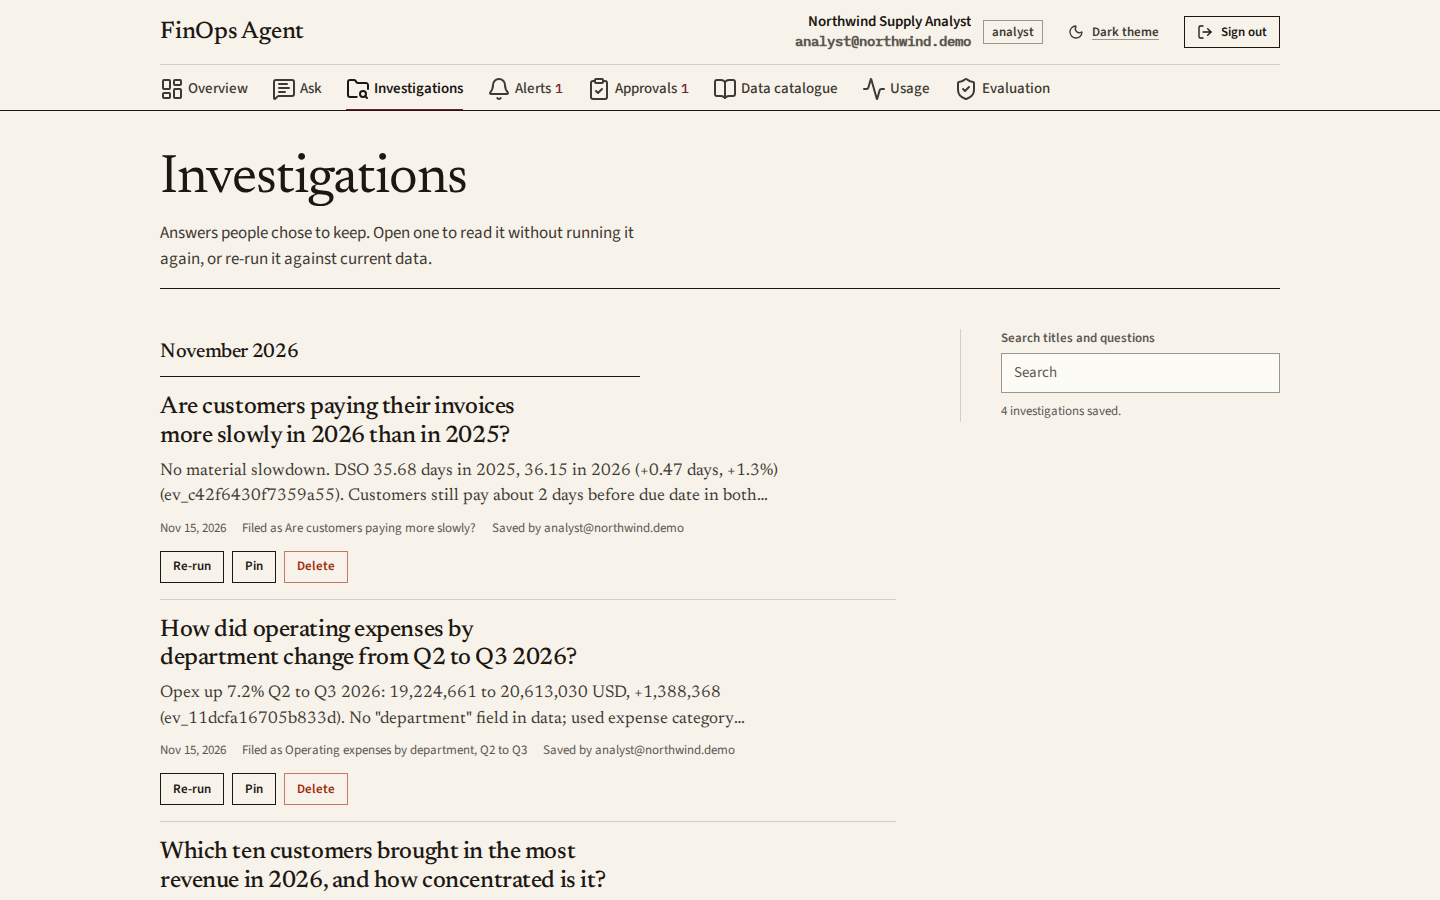 FinOps Agent
Northwind Supply Analyst
analyst@northwind.demo
analyst
Dark theme
Sign out
Overview
Ask
Investigations
Alerts 1
Approvals 1
Data catalogue
Usage
Evaluation
Investigations
Answers people chose to keep. Open one to read it without running it
again, or re-run it against current data.
November 2026
Search titles and questions
Search
4 investigations saved.
Are customers paying their invoices
more slowly in 2026 than in 2025?
No material slowdown. DSO 35.68 days in 2025, 36.15 in 2026 (+0.47 days, +1.3%)
(ev_c42f6430f7359a55). Customers still pay about 2 days before due date in both...
Nov 15, 2026 Filed as Are customers paying more slowly? Saved by analyst@northwind.demo
Re-run Pin Delete
How did operating expenses by
department change from Q2 to Q3 2026?
Opex up 7.2% Q2 to Q3 2026: 19,224,661 to 20,613,030 USD, +1,388,368
(ev_11dcfa16705b833d). No "department" field in data; used expense category...
Nov 15, 2026 Filed as Operating expenses by department, Q2 to Q3 Saved by analyst@northwind.demo
Re-run Pin Delete
Which ten customers brought in the most
revenue in 2026, and how concentrated is it?